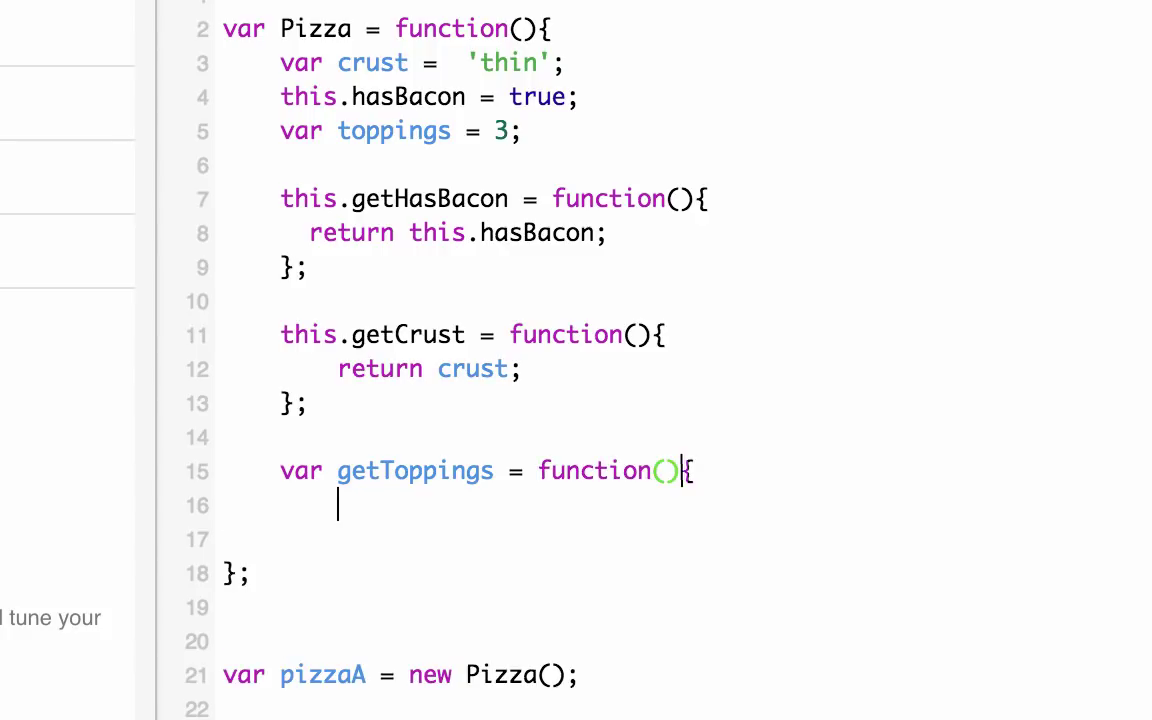 2 var Pizza = function(){
3 var crust =  'thin';
4 this.hasBacon = true;
5 var toppings = 3;
6
7 this.getHasBacon = function(){
8 return this.hasBacon;
9 };
10
11 this.getCrust = function(){
12 return crust;
13 };
14
15 var getToppings = function(){
16
17
18 };
19
20
21 var pizzaA = new Pizza();
22
tune your